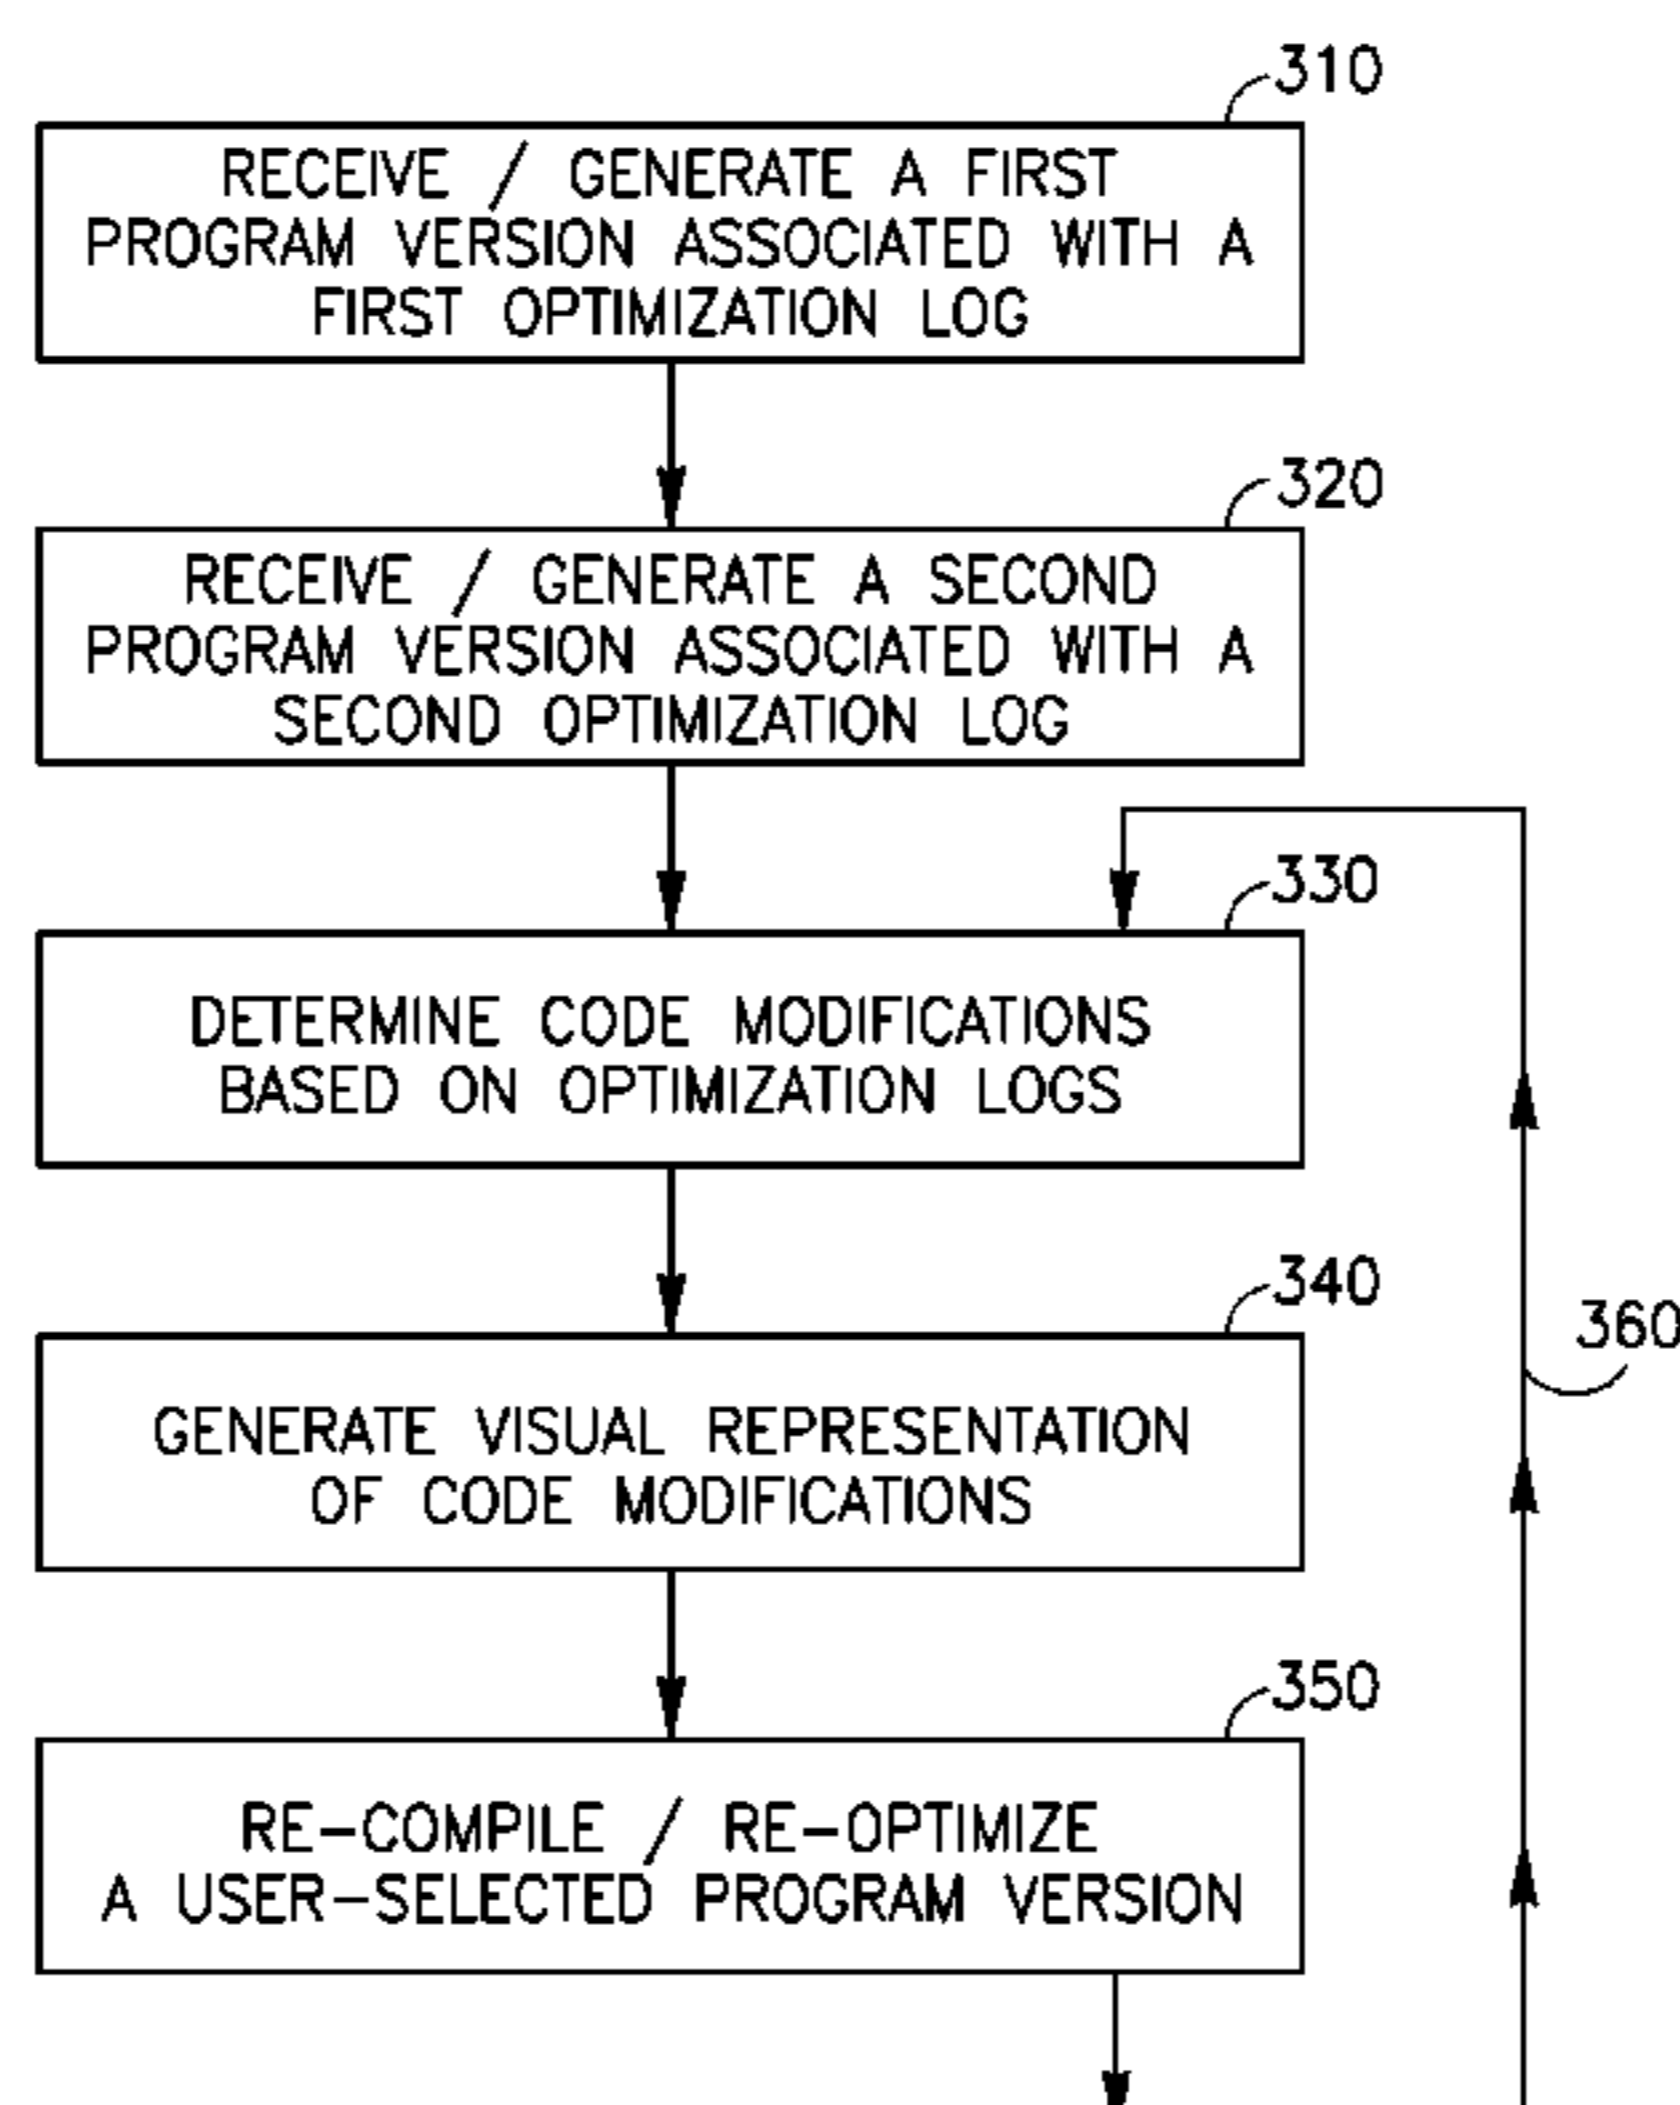 310
RECEIVE / GENERATE A FIRST
PROGRAM VERSION ASSOCIATED WITH A
FIRST OPTIMIZATION LOG
320
RECEIVE / GENERATE A SECOND
PROGRAM VERSION ASSOCIATED WITH A
SECOND OPTIMIZATION LOG
330
DETERMINE CODE MODIFICATIONS
BASED ON OPTIMIZATION LOGS
340
360
GENERATE VISUAL REPRESENTATION
OF CODE MODIFICATIONS
350
RE-COMPILE / RE-OPTIMIZE
A USER-SELECTED PROGRAM VERSION